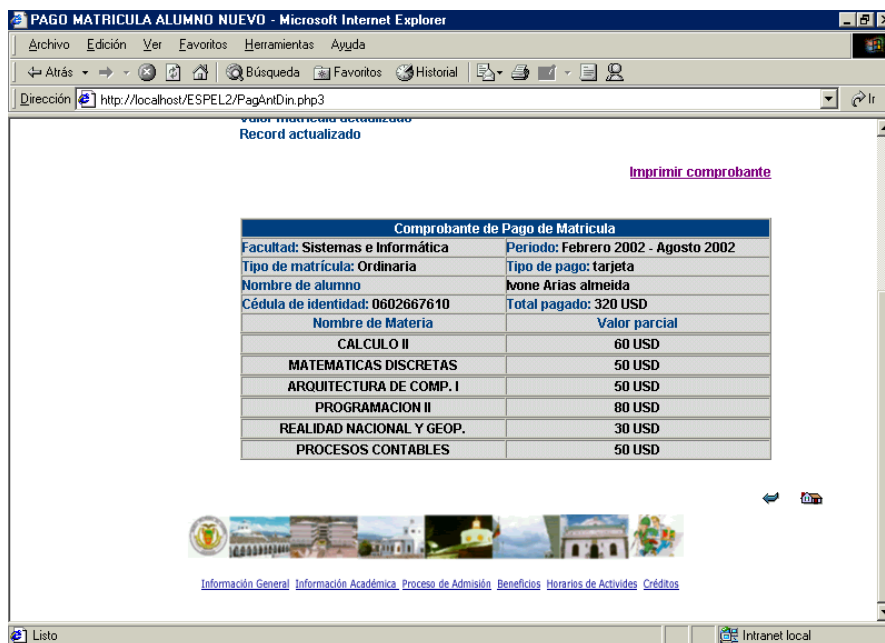 PAGO MATRICULA ALUMNO NUEVO - Microsoft Internet Explorer
Archivo Edición Ver Favoritos Herramientas Ayuda
Atrás Búsqueda Favoritos Historial
Dirección http://localhost/ESPEL2/PagAntDin.php3 Ir
Valor matricula actualizado
Record actualizado
Imprimir comprobante
Comprobante de Pago de Matricula
Facultad: Sistemas e Informática Periodo: Febrero 2002 - Agosto 2002
Tipo de matrícula: Ordinaria Tipo de pago: tarjeta
Nombre de alumno Ivone Arias almeida
Cédula de identidad: 0602667610 Total pagado: 320 USD
Nombre de Materia Valor parcial
CALCULO II 60 USD
MATEMATICAS DISCRETAS 50 USD
ARQUITECTURA DE COMP. I 50 USD
PROGRAMACION II 80 USD
REALIDAD NACIONAL Y GEOP. 30 USD
PROCESOS CONTABLES 50 USD
Información General Información Académica Proceso de Admisión Beneficios Horarios de Activides Créditos
Listo Intranet local